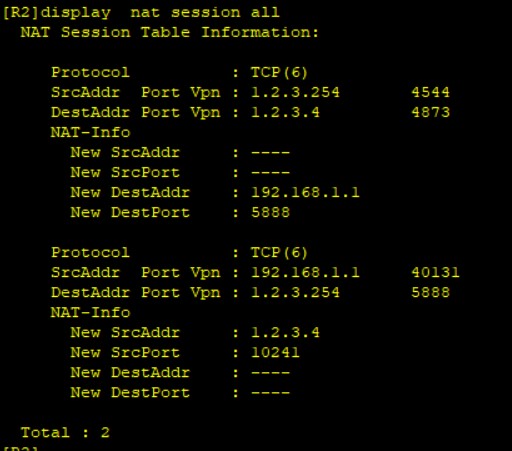 [R2]display nat session all
NAT Session Table Information:
Protocol : TCP(6)
SrcAddr Port Vpn : 1.2.3.254 4544
DestAddr Port Vpn : 1.2.3.4 4873
NAT-Info
New SrcAddr : ----
New SrcPort : ----
New DestAddr : 192.168.1.1
New DestPort : 5888
Protocol : TCP(6)
SrcAddr Port Vpn : 192.168.1.1 40131
DestAddr Port Vpn : 1.2.3.254 5888
NAT-Info
New SrcAddr : 1.2.3.4
New SrcPort : 10241
New DestAddr : ----
New DestPort : ----
Total : 2
[R2]